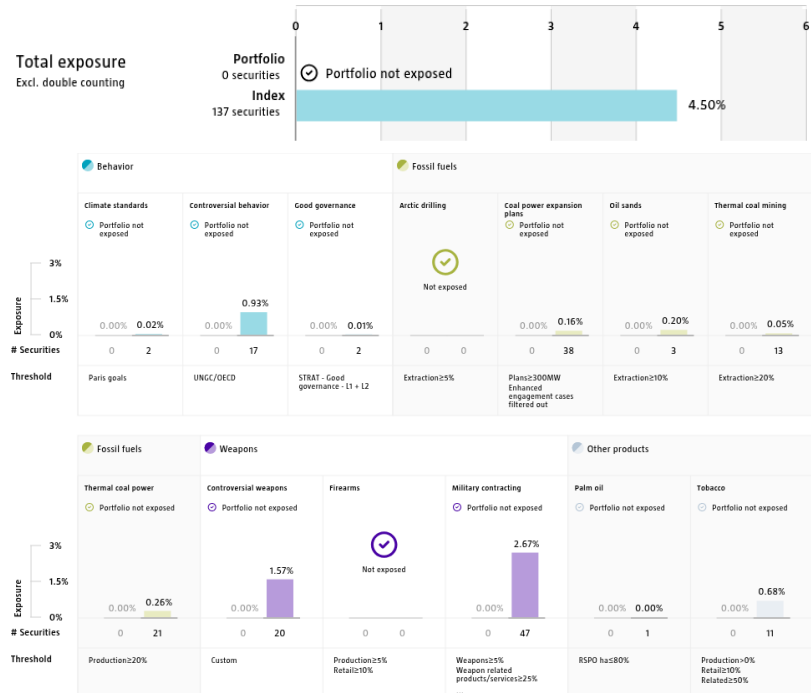 0 1 2 3 4 5 6
Total exposure
Excl. double counting
Portfolio
0 securities
Portfolio not exposed
Index
137 securities
4.50%
Behavior
Fossil fuels
Climate standards
Portfolio not
exposed
Controversial behavior
Portfolio not
exposed
Good governance
Portfolio not
exposed
Arctic drilling
Not exposed
Coal power expansion
plans
Portfolio not
exposed
Oil sands
Portfolio not
exposed
Thermal coal mining
Portfolio not
exposed
Exposure
3%
1.5%
0%
0.00% 0.02% 0.00% 0.93% 0.00% 0.01% 0.00% 0.16% 0.00% 0.20% 0.00% 0.05%
# Securities 0 2 0 17 0 2 0 0 0 38 0 3 0 13
Threshold
Paris goals
UNGC/OECD
STRAT - Good
governance - L1 + L2
Extraction≥5%
Plans≥300MW
Enhanced
engagement cases
filtered out
Extraction≥10%
Extraction≥20%
Fossil fuels
Weapons
Other products
Thermal coal power
Portfolio not exposed
Controversial weapons
Portfolio not exposed
Firearms
Not exposed
Military contracting
Portfolio not exposed
Palm oil
Portfolio not exposed
Tobacco
Portfolio not exposed
Exposure
3%
1.5%
0%
0.00% 0.26% 0.00% 1.57% 0.00% 2.67% 0.00% 0.00% 0.00% 0.68%
# Securities 0 21 0 20 0 0 0 47 0 1 0 11
Threshold
Production≥20%
Custom
Production≥5%
Retail≥10%
Weapons≥5%
Weapon related
products/services≥25%
RSPO ha≤80%
Production>0%
Retail≥10%
Related≥50%